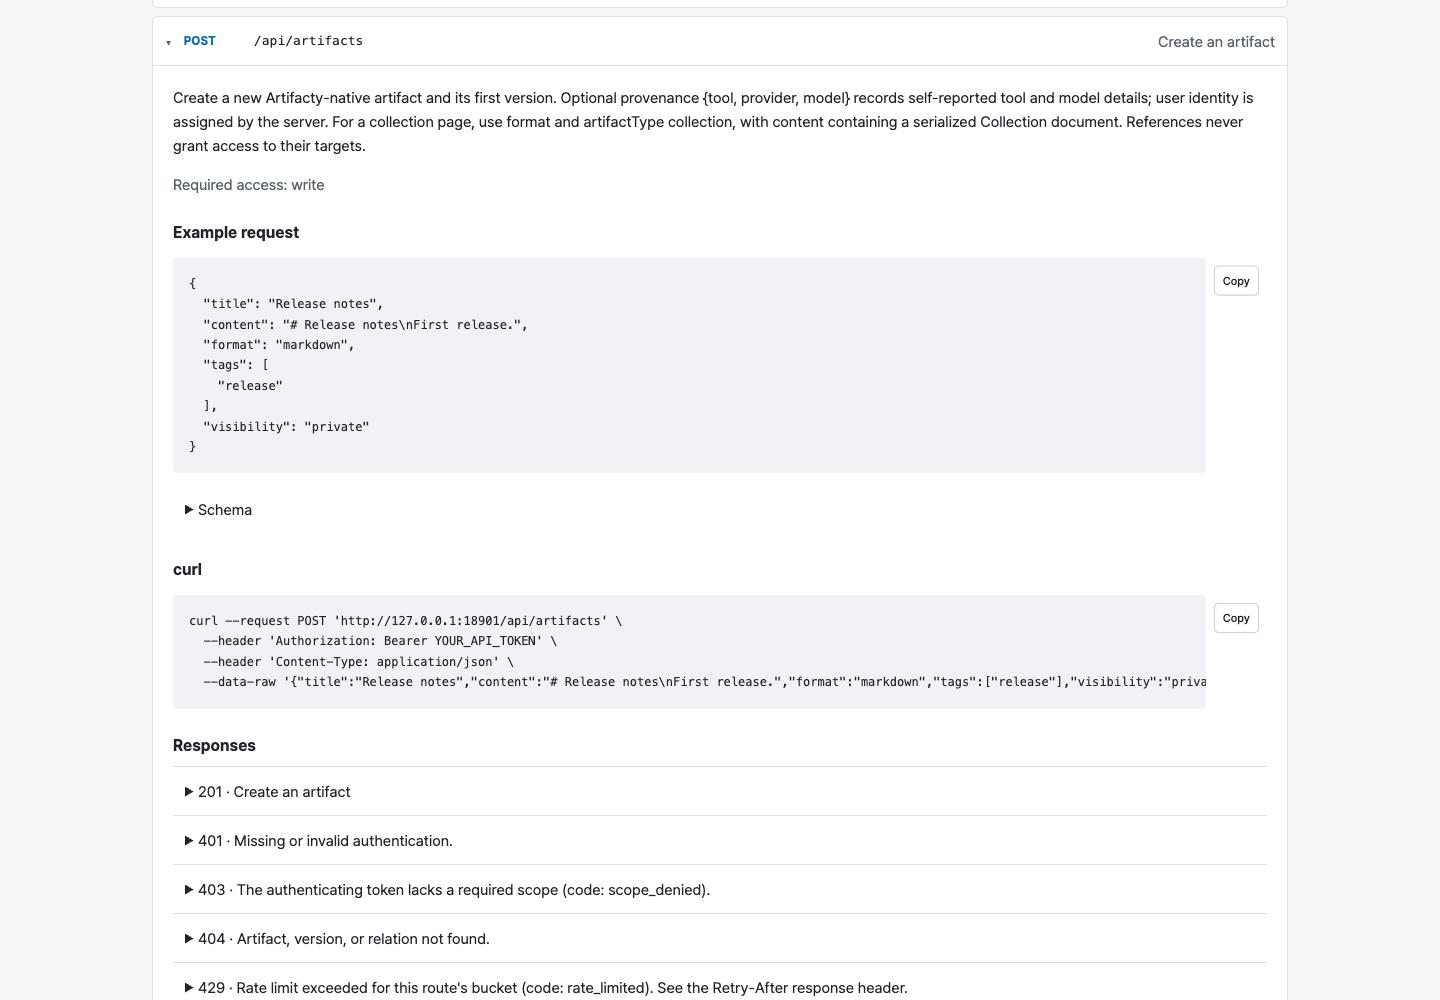 ▾ POST /api/artifacts Create an artifact
Create a new Artifacty-native artifact and its first version. Optional provenance {tool, provider, model} records self-reported tool and model details; user identity is
assigned by the server. For a collection page, use format and artifactType collection, with content containing a serialized Collection document. References never
grant access to their targets.
Required access: write
Example request
Copy
{
  "title": "Release notes",
  "content": "# Release notes\nFirst release.",
  "format": "markdown",
  "tags": [
    "release"
  ],
  "visibility": "private"
}
▶ Schema
curl
Copy
curl --request POST 'http://127.0.0.1:18901/api/artifacts' \
  --header 'Authorization: Bearer YOUR_API_TOKEN' \
  --header 'Content-Type: application/json' \
  --data-raw '{"title":"Release notes","content":"# Release notes\nFirst release.","format":"markdown","tags":["release"],"visibility":"priva
Responses
▶ 201 · Create an artifact
▶ 401 · Missing or invalid authentication.
▶ 403 · The authenticating token lacks a required scope (code: scope_denied).
▶ 404 · Artifact, version, or relation not found.
▶ 429 · Rate limit exceeded for this route's bucket (code: rate_limited). See the Retry-After response header.